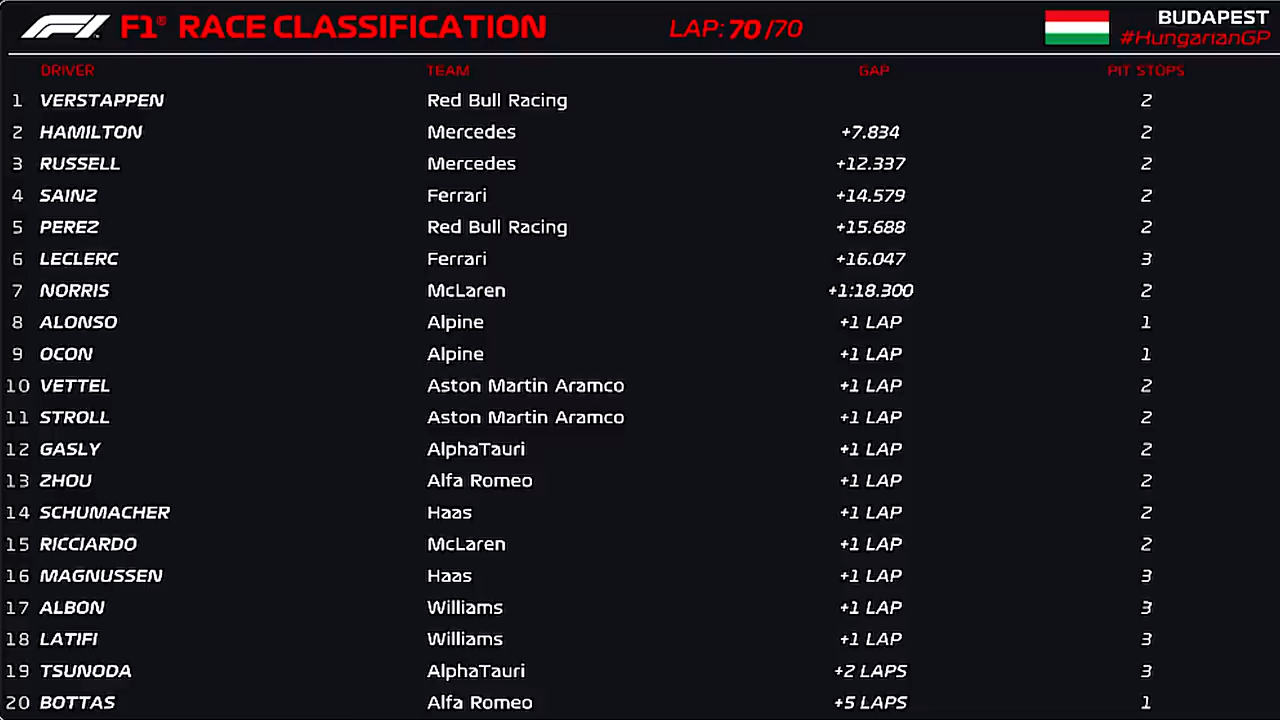 F1 F1® RACE CLASSIFICATION LAP: 70/70 BUDAPEST
#HungarianGP
DRIVER TEAM GAP PIT STOPS
1 VERSTAPPEN Red Bull Racing 2
2 HAMILTON Mercedes +7.834 2
3 RUSSELL Mercedes +12.337 2
4 SAINZ Ferrari +14.579 2
5 PEREZ Red Bull Racing +15.688 2
6 LECLERC Ferrari +16.047 3
7 NORRIS McLaren +1:18.300 2
8 ALONSO Alpine +1 LAP 1
9 OCON Alpine +1 LAP 1
10 VETTEL Aston Martin Aramco +1 LAP 2
11 STROLL Aston Martin Aramco +1 LAP 2
12 GASLY AlphaTauri +1 LAP 2
13 ZHOU Alfa Romeo +1 LAP 2
14 SCHUMACHER Haas +1 LAP 2
15 RICCIARDO McLaren +1 LAP 2
16 MAGNUSSEN Haas +1 LAP 3
17 ALBON Williams +1 LAP 3
18 LATIFI Williams +1 LAP 3
19 TSUNODA AlphaTauri +2 LAPS 3
20 BOTTAS Alfa Romeo +5 LAPS 1